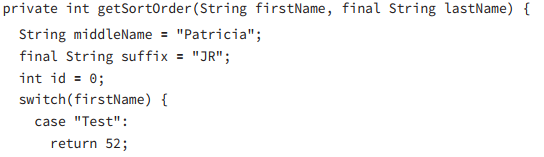 private int getSortOrder(String firstName, final String lastName) {
  String middleName = "Patricia";
  final String suffix = "JR";
  int id = 0;
  switch(firstName) {
    case "Test":
      return 52;